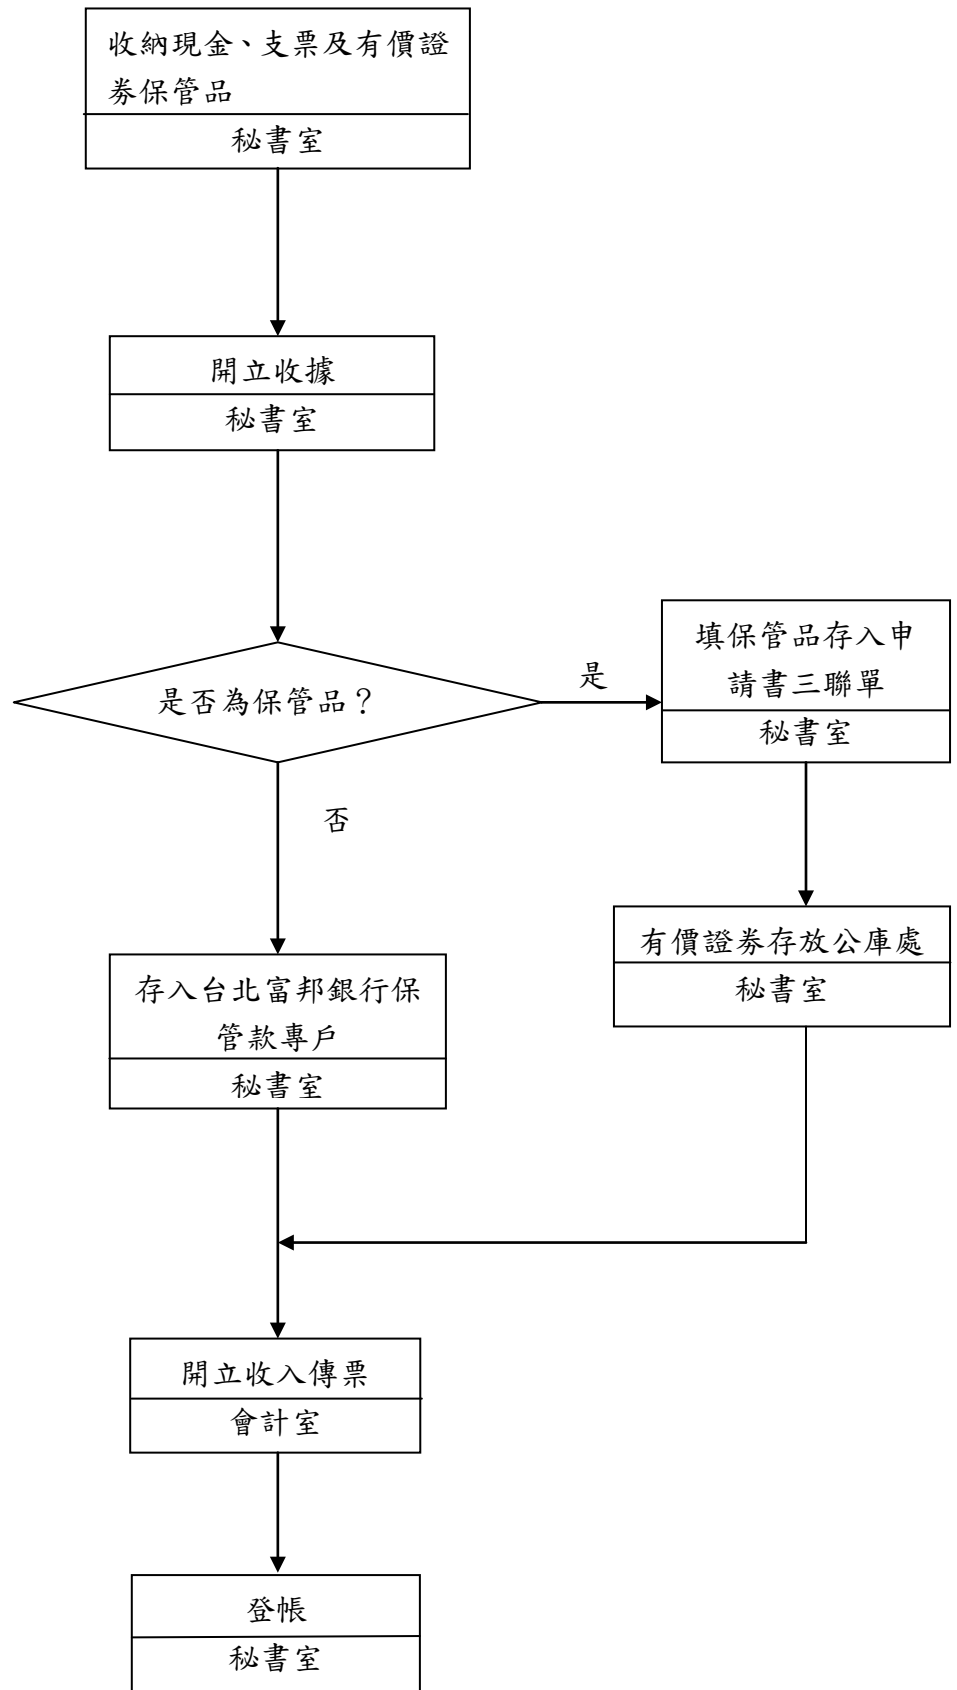 收納現金、支票及有價證
券保管品
秘書室
開立收據
秘書室
是否為保管品？
是
填保管品存入申
請書三聯單
秘書室
否
有價證券存放公庫處
秘書室
存入台北富邦銀行保
管款專戶
秘書室
開立收入傳票
會計室
登帳
秘書室